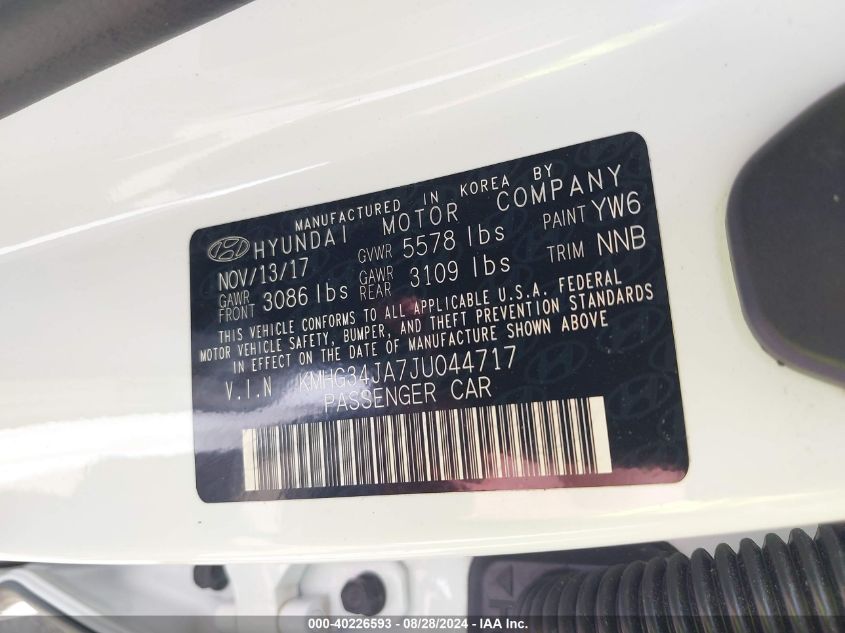 MANUFACTURED IN KOREA BY
HYUNDAI MOTOR COMPANY
NOV/13/17 GVWR 5578 lbs PAINT YW6
GAWR FRONT 3086 lbs GAWR REAR 3109 lbs TRIM NNB
THIS VEHICLE CONFORMS TO ALL APPLICABLE U.S.A. FEDERAL
MOTOR VEHICLE SAFETY, BUMPER, AND THEFT PREVENTION STANDARDS
IN EFFECT ON THE DATE OF MANUFACTURE SHOWN ABOVE
V.I.N KMHG34JA7JU044717
PASSENGER CAR
000-40226593 - 08/28/2024 - IAA Inc.